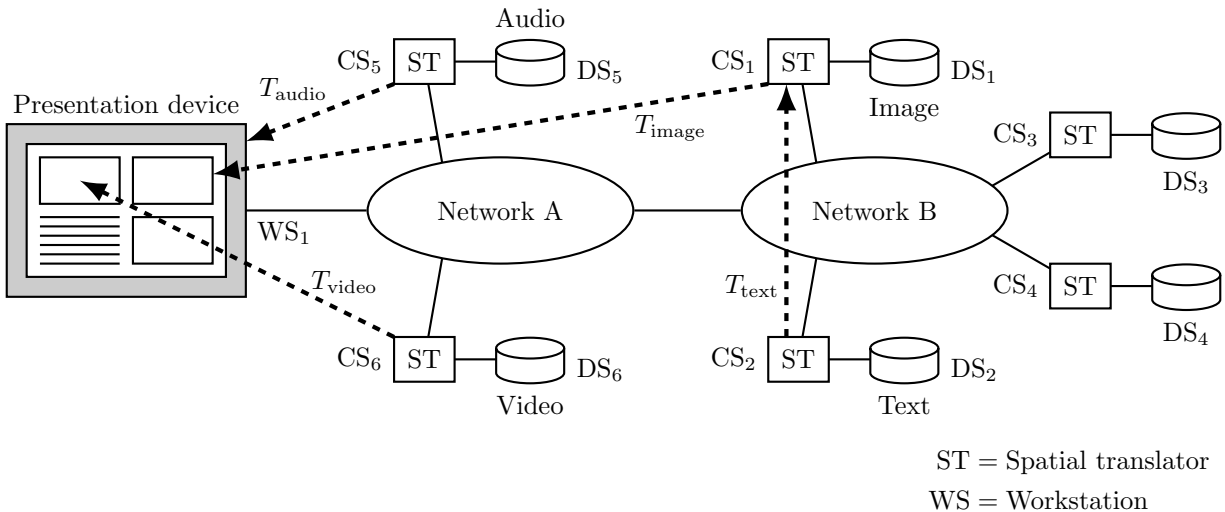 Audio
CS₅ ST DS₅
CS₁ ST DS₁
Image
Presentation device
T_audio
T_image
CS₃ ST
DS₃
WS₁
Network A
Network B
T_video
T_text
CS₄ ST
DS₄
CS₆ ST DS₆
Video
CS₂ ST DS₂
Text
ST = Spatial translator
WS = Workstation